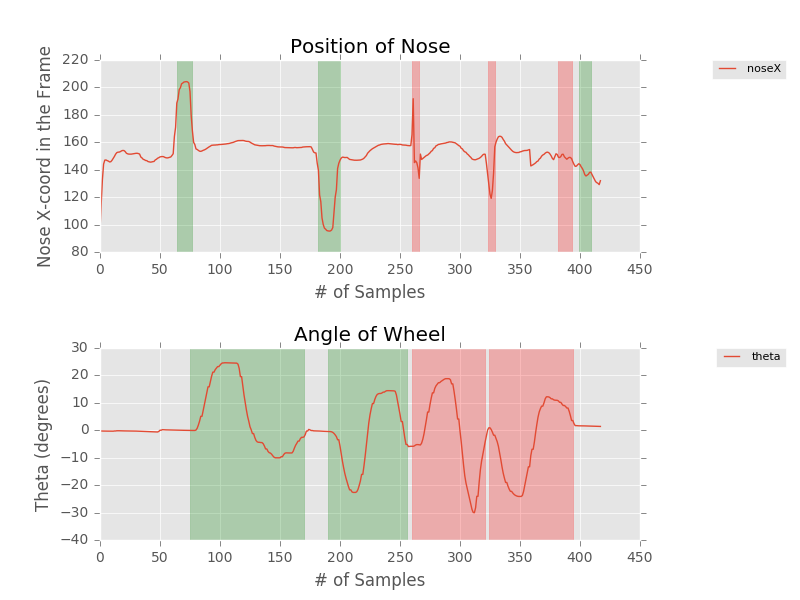 Position of Nose
Nose X-coord in the Frame
220
200
180
160
140
120
100
80
0 50 100 150 200 250 300 350 400 450
# of Samples
noseX
Angle of Wheel
Theta (degrees)
30
20
10
0
−10
−20
−30
−40
0 50 100 150 200 250 300 350 400 450
# of Samples
theta